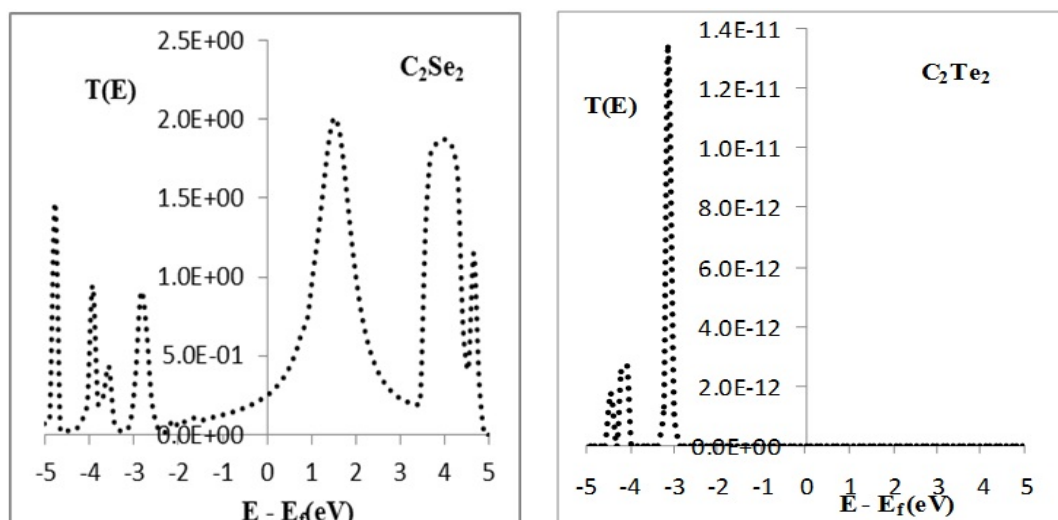 2.5E+00
C₂Se₂
T(E)
2.0E+00
1.5E+00
1.0E+00
5.0E-01
0.0E+00
-5 -4 -3 -2 -1 0 1 2 3 4 5
E - E_f(eV)
1.4E-11
C₂Te₂
1.2E-11
T(E)
1.0E-11
8.0E-12
6.0E-12
4.0E-12
2.0E-12
0.0E+00
-5 -4 -3 -2 -1 0 1 2 3 4 5
E - E_f(eV)